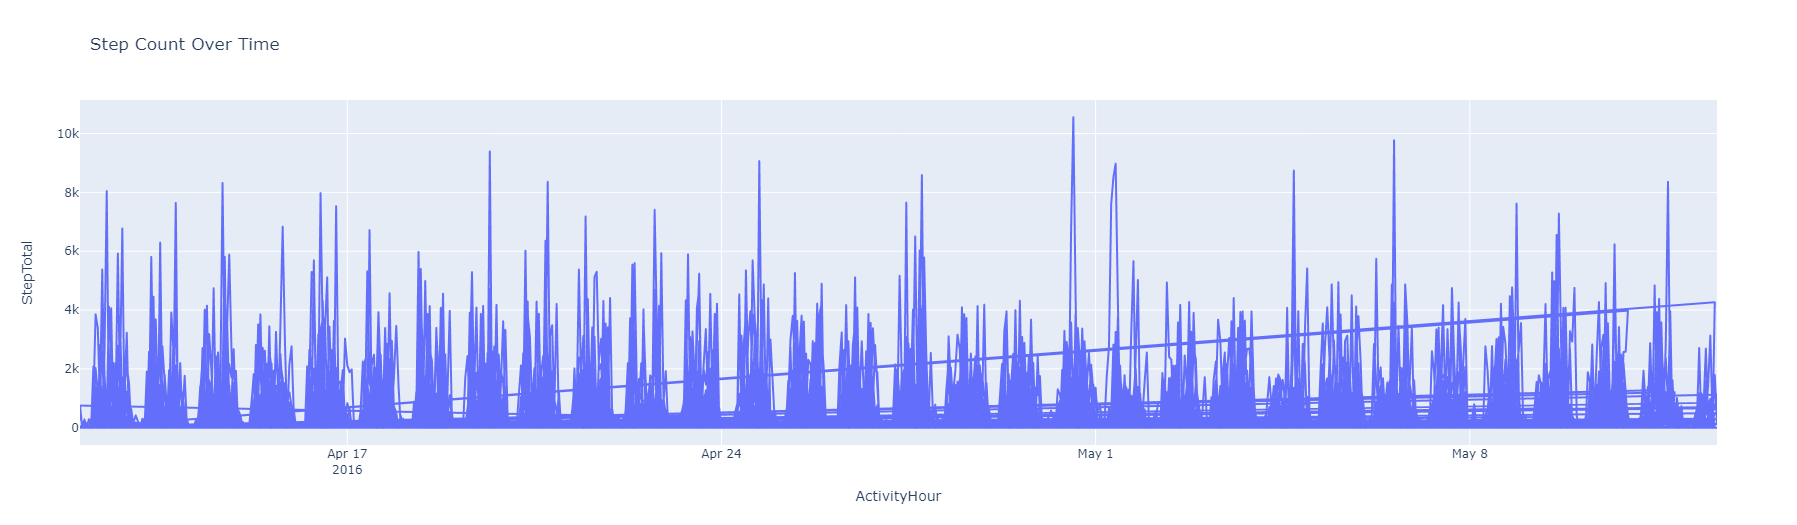 Step Count Over Time
StepTotal
10k
8k
6k
4k
2k
0
Apr 17
2016
Apr 24
May 1
May 8
ActivityHour